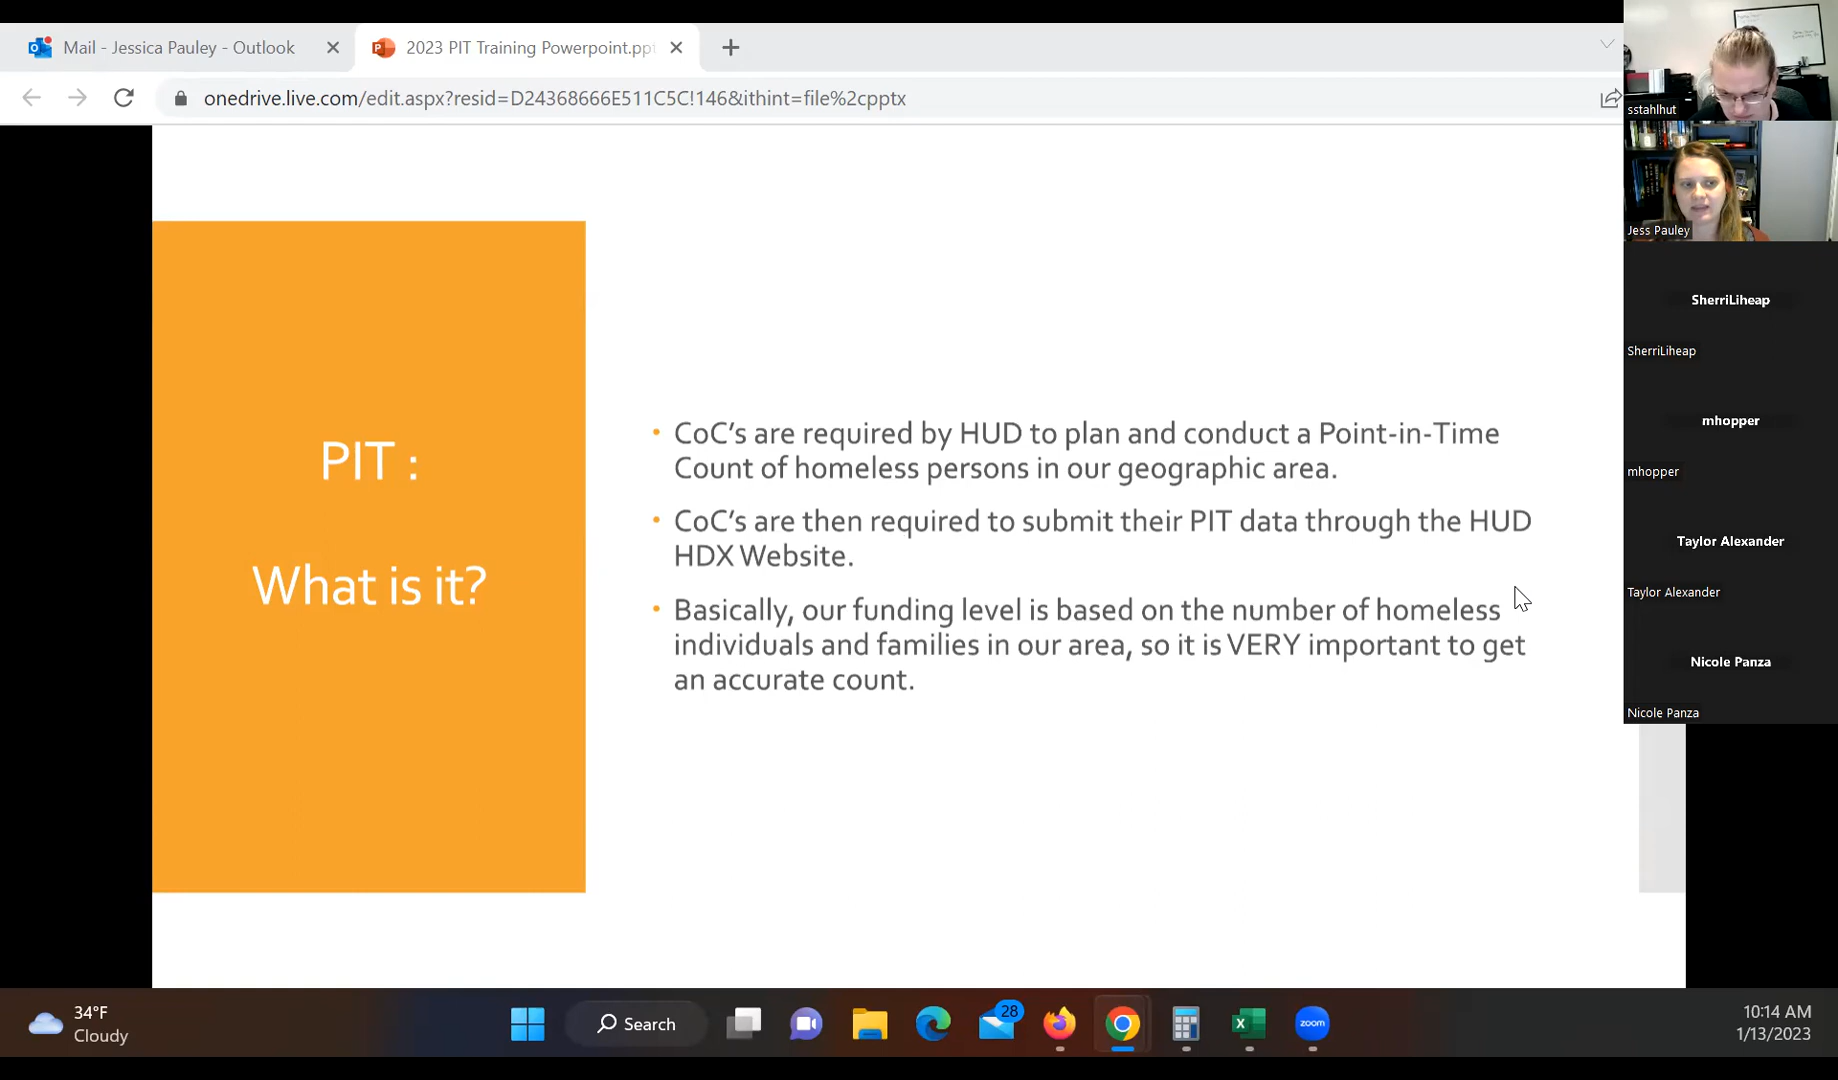 Mail - Jessica Pauley - Outlook
2023 PIT Training Powerpoint.pp
onedrive.live.com/edit.aspx?resid=D24368666E511C5C!146&ithint=file%2cpptx
PIT :
What is it?
• CoC's are required by HUD to plan and conduct a Point-in-Time
Count of homeless persons in our geographic area.
• CoC's are then required to submit their PIT data through the HUD
HDX Website.
• Basically, our funding level is based on the number of homeless
individuals and families in our area, so it is VERY important to get
an accurate count.
sstahlhut
Jess Pauley
SherriLiheap
SherriLiheap
mhopper
mhopper
Taylor Alexander
Taylor Alexander
Nicole Panza
Nicole Panza
34°F
Cloudy
Search
28
zoom
10:14 AM
1/13/2023